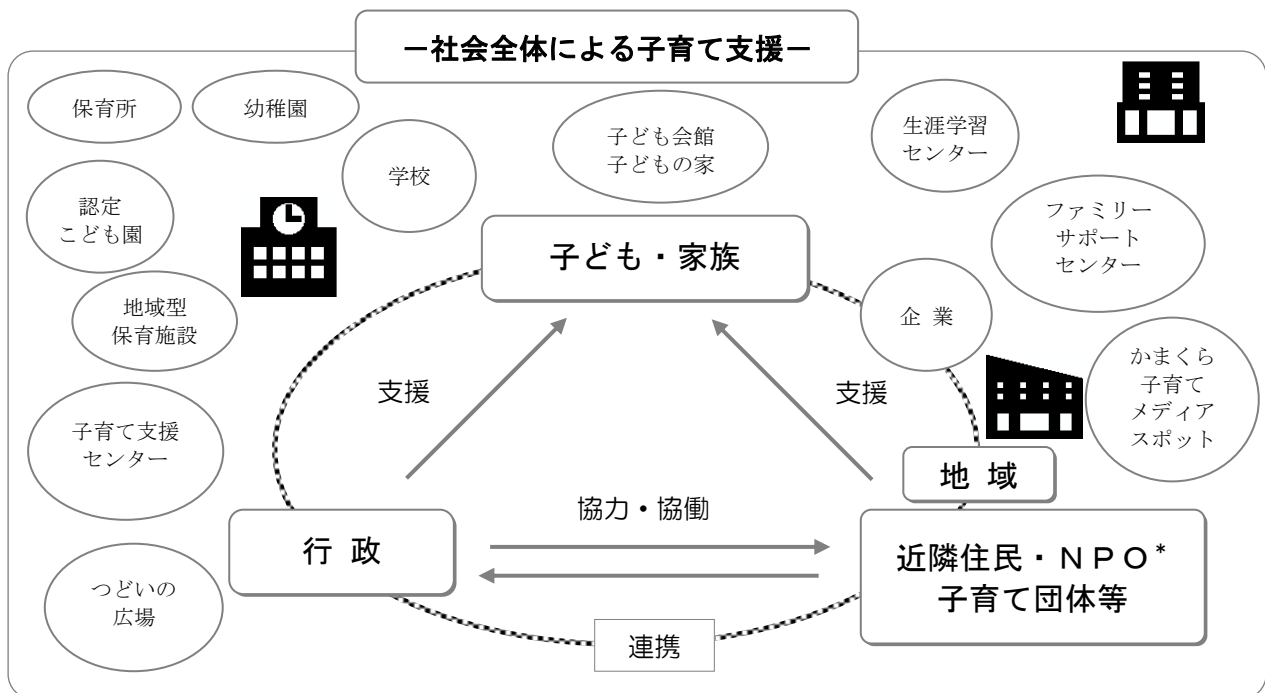 －社会全体による子育て支援－
保育所
幼稚園
学校
子ども会館
子どもの家
生涯学習
センター
認定
こども園
ファミリー
サポート
センター
子ども・家族
地域型
保育施設
企 業
かまくら
子育て
メディア
スポット
支援
支援
子育て支援
センター
地 域
協力・協働
行 政
近隣住民・ＮＰＯ*
子育て団体等
つどいの
広場
連携